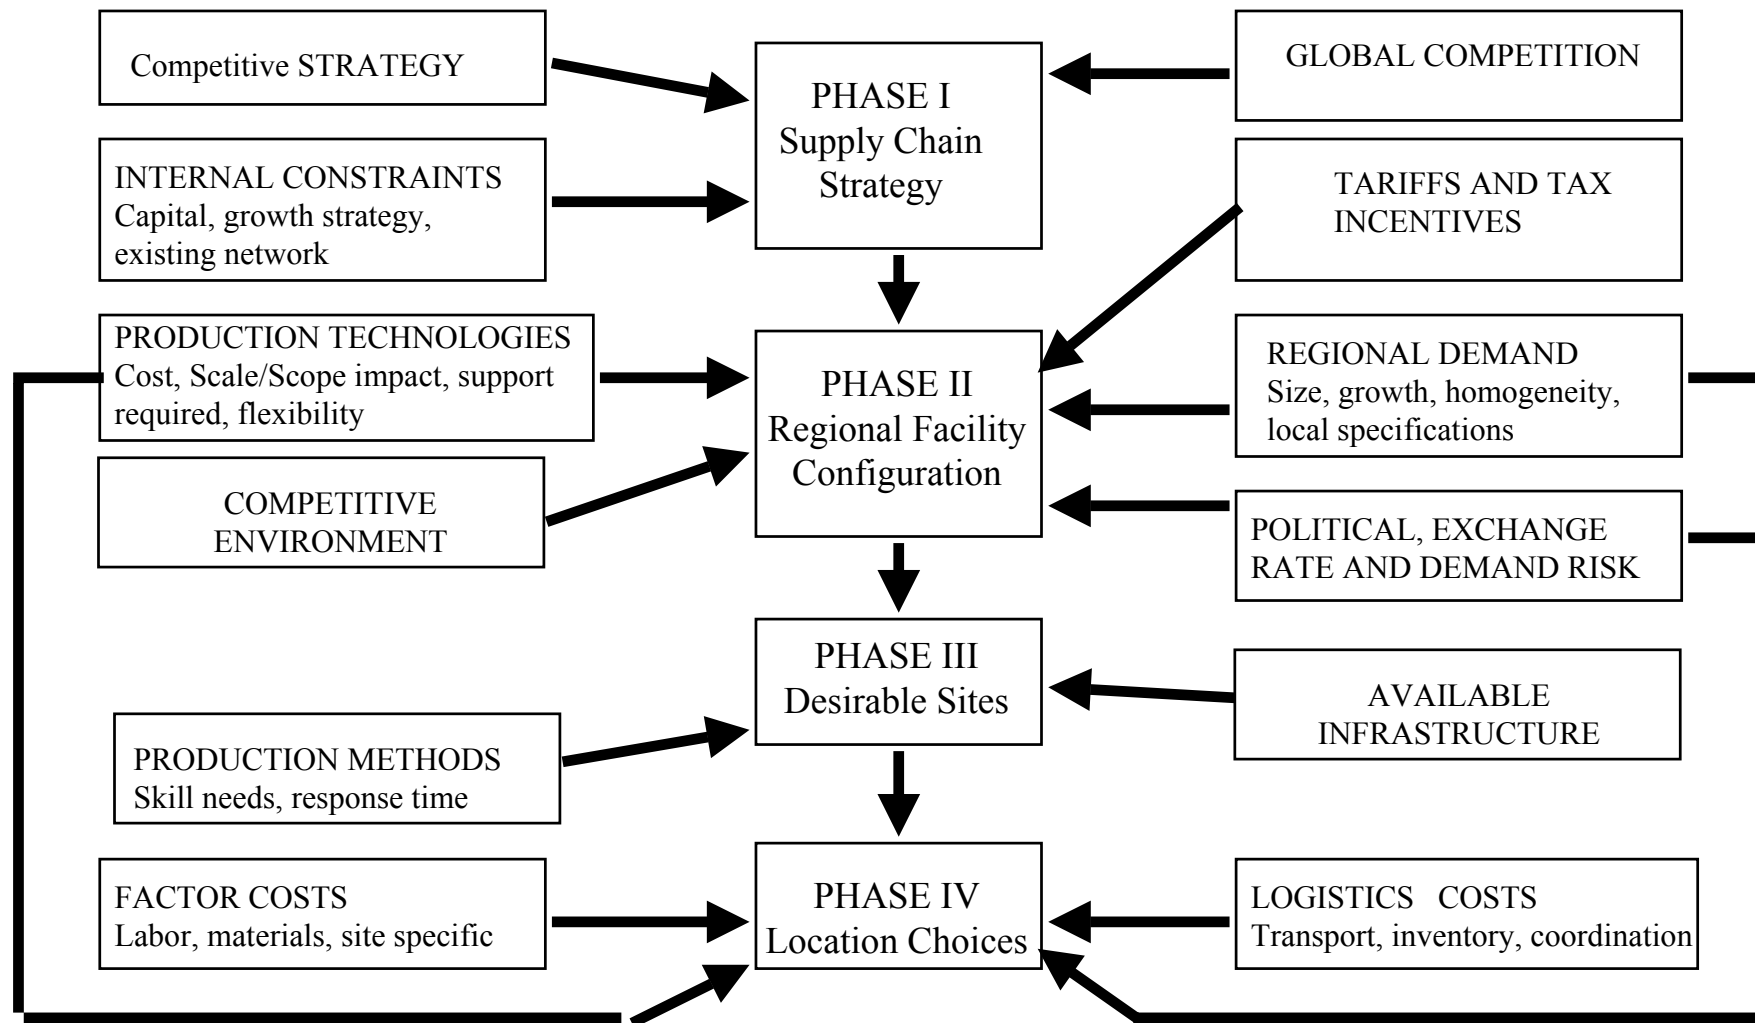 Competitive STRATEGY
GLOBAL COMPETITION
PHASE I
Supply Chain
Strategy
INTERNAL CONSTRAINTS
Capital, growth strategy,
existing network
TARIFFS AND TAX
INCENTIVES
PRODUCTION TECHNOLOGIES
Cost, Scale/Scope impact, support
required, flexibility
PHASE II
Regional Facility
Configuration
REGIONAL DEMAND
Size, growth, homogeneity,
local specifications
COMPETITIVE
ENVIRONMENT
POLITICAL, EXCHANGE
RATE AND DEMAND RISK
PHASE III
Desirable Sites
AVAILABLE
INFRASTRUCTURE
PRODUCTION METHODS
Skill needs, response time
FACTOR COSTS
Labor, materials, site specific
PHASE IV
Location Choices
LOGISTICS COSTS
Transport, inventory, coordination